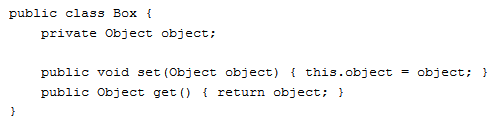 public class Box {
    private Object object;

    public void set(Object object) { this.object = object; }
    public Object get() { return object; }
}